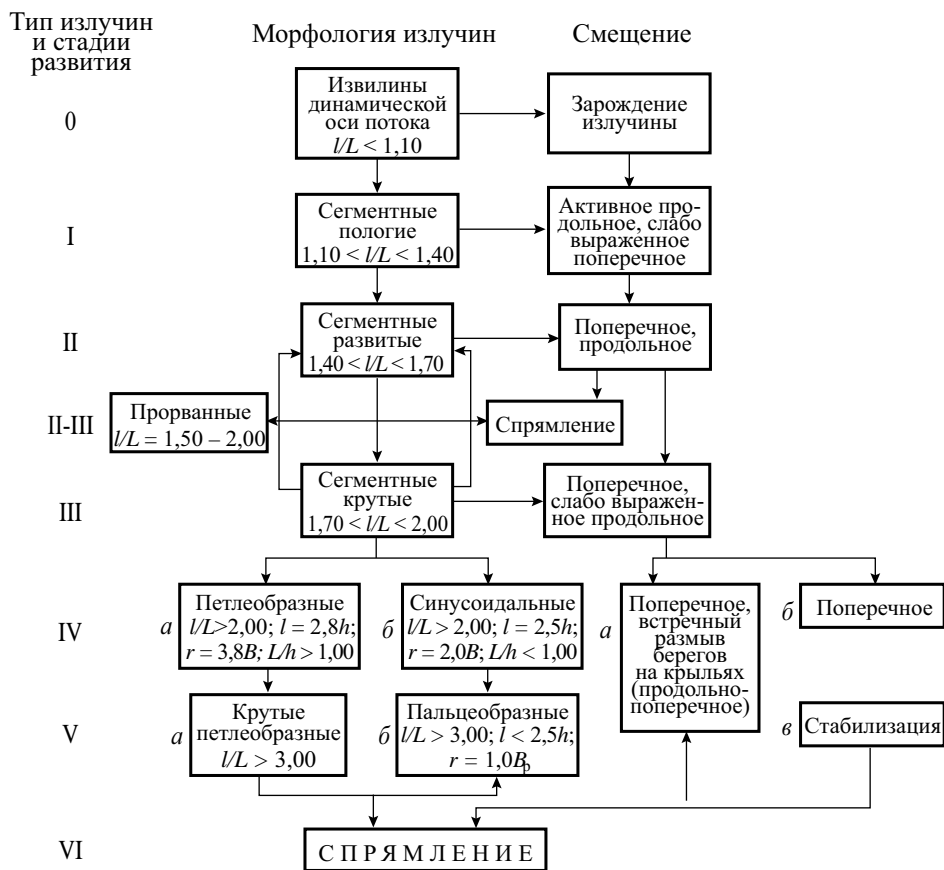 Тип излучин
и стадии
развития
Морфология излучин
Смещение
0
Извилины
динамической
оси потока
l/L < 1,10
Зарождение
излучины
I
Сегментные
пологие
1,10 < l/L < 1,40
Активное про-
дольное, слабо
выраженное
поперечное
II
Сегментные
развитые
1,40 < l/L < 1,70
Поперечное,
продольное
II-III
Прорванные
l/L = 1,50 – 2,00
Спрямление
III
Сегментные
крутые
1,70 < l/L < 2,00
Поперечное,
слабо выражен-
ное продольное
IV
а
Петлеобразные
l/L>2,00; l = 2,8h;
r = 3,8B; L/h > 1,00
б
Синусоидальные
l/L > 2,00; l = 2,5h;
r = 2,0B; L/h < 1,00
а
Поперечное,
встречный
размыв
берегов
на крыльях
(продольно-
поперечное)
б
Поперечное
V
а
Крутые
петлеобразные
l/L > 3,00
б
Пальцеобразные
l/L > 3,00; l < 2,5h;
r = 1,0Bр
в
Стабилизация
VI
С П Р Я М Л Е Н И Е